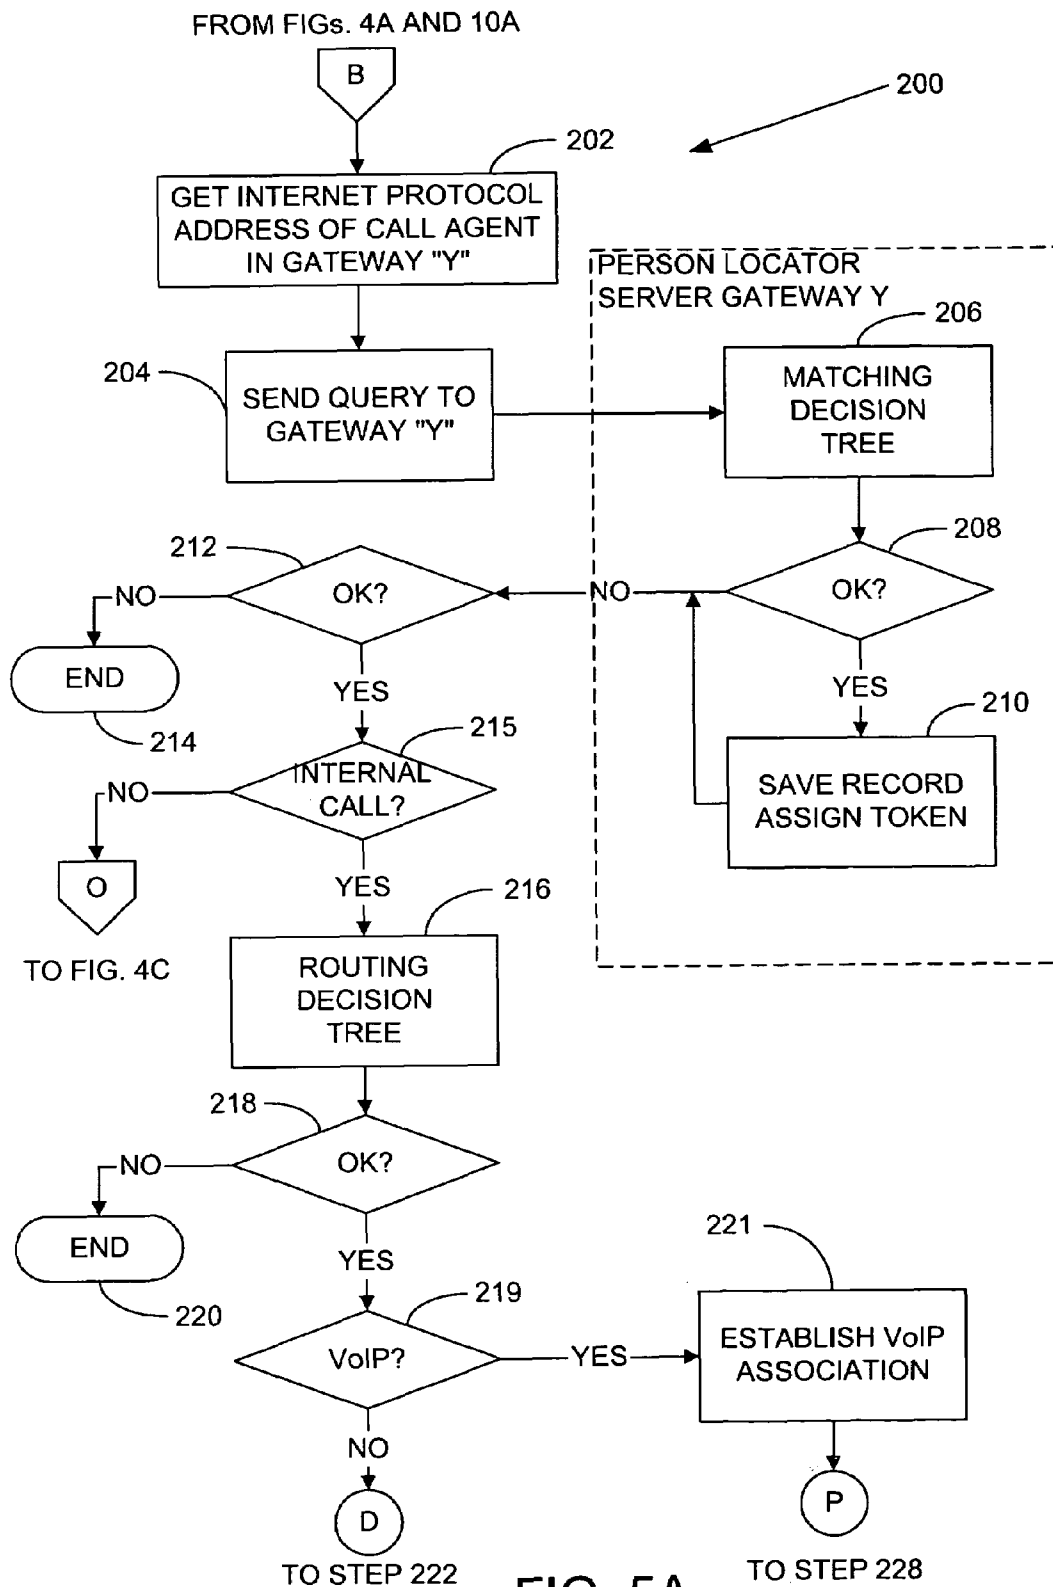 FROM FIGs. 4A AND 10A
B
200
202
GET INTERNET PROTOCOL
ADDRESS OF CALL AGENT
IN GATEWAY "Y"
PERSON LOCATOR
SERVER GATEWAY Y
206
204
SEND QUERY TO
GATEWAY "Y"
MATCHING
DECISION
TREE
208
212
NO
OK?
NO
OK?
END
YES
YES
214
215
210
NO
INTERNAL
CALL?
SAVE RECORD
ASSIGN TOKEN
O
YES
216
TO FIG. 4C
ROUTING
DECISION
TREE
218
NO
OK?
END
YES
221
220
219
VoIP?
YES
ESTABLISH VoIP
ASSOCIATION
NO
D
P
TO STEP 222
TO STEP 228
FIG. 5A